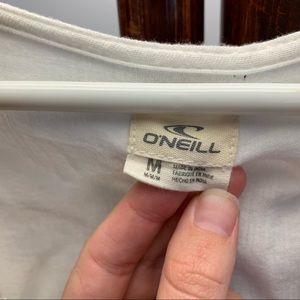 O'NEILL
M
M/M/M
MADE IN INDIA
FABRIQUÉ EN INDE
HECHO EN INDIA